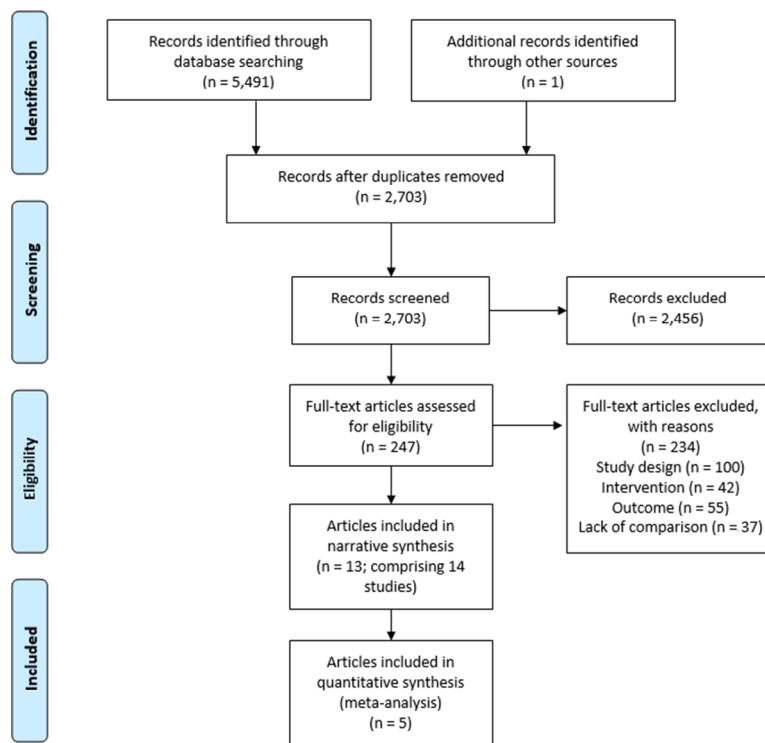 Identification
Records identified through
database searching
(n = 5,491)
Additional records identified
through other sources
(n = 1)
Records after duplicates removed
(n = 2,703)
Screening
Records screened
(n = 2,703)
Records excluded
(n = 2,456)
Eligibility
Full-text articles assessed
for eligibility
(n = 247)
Full-text articles excluded,
with reasons
(n = 234)
Study design (n = 100)
Intervention (n = 42)
Outcome (n = 55)
Lack of comparison (n = 37)
Articles included in
narrative synthesis
(n = 13; comprising 14
studies)
Included
Articles included in
quantitative synthesis
(meta-analysis)
(n = 5)